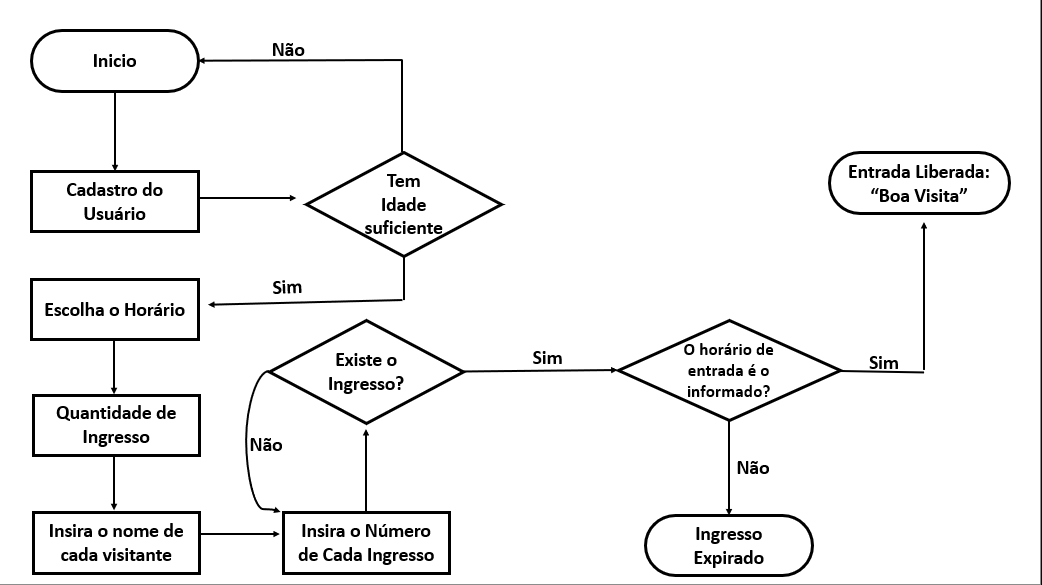 Inicio
Não
Cadastro do
Usuário
Tem
Idade
suficiente
Sim
Escolha o Horário
Quantidade de
Ingresso
Insira o nome de
cada visitante
Insira o Número
de Cada Ingresso
Existe o
Ingresso?
Não
Sim
O horário de
entrada é o
informado?
Sim
Entrada Liberada:
“Boa Visita”
Não
Ingresso
Expirado